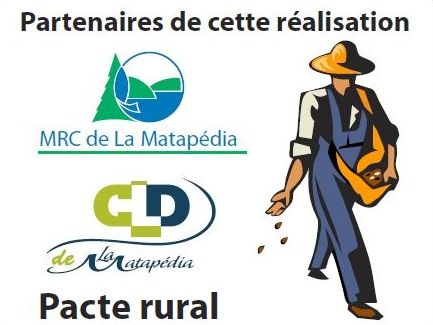 Partenaires de cette réalisation
MRC de La Matapédia
CLD
de La Matapédia
Pacte rural